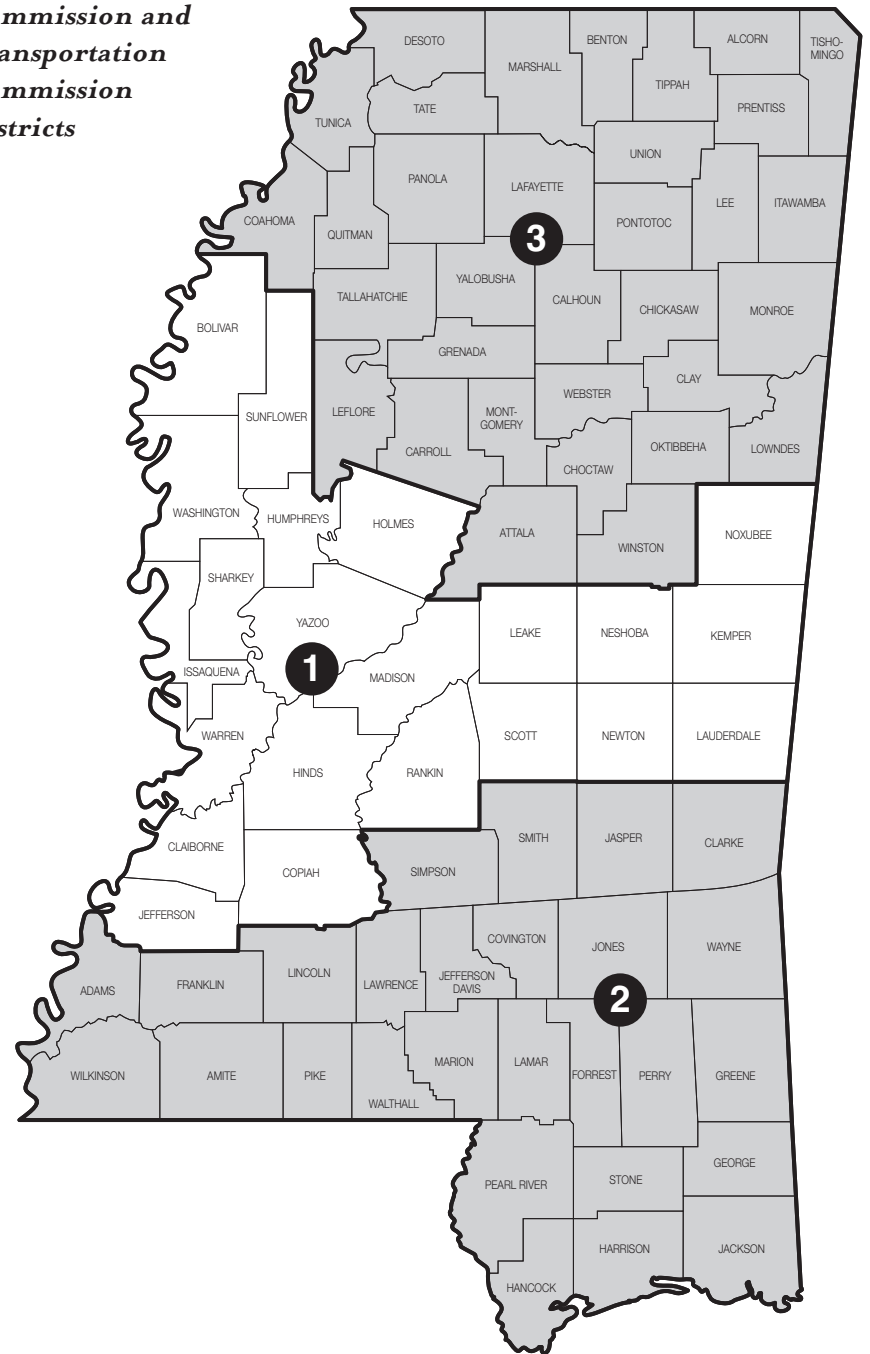 mmission and
ansportation
mmission
stricts
DESOTO
BENTON
ALCORN
TISHO-
MINGO
MARSHALL
TIPPAH
TATE
PRENTISS
TUNICA
UNION
PANOLA
LAFAYETTE
LEE
ITAWAMBA
COAHOMA
QUITMAN
PONTOTOC
3
YALOBUSHA
TALLAHATCHIE
CALHOUN
CHICKASAW
MONROE
BOLIVAR
GRENADA
CLAY
WEBSTER
SUNFLOWER
LEFLORE
MONT-
GOMERY
CARROLL
OKTIBBEHA
LOWNDES
CHOCTAW
WASHINGTON
HUMPHREYS
HOLMES
ATTALA
WINSTON
NOXUBEE
SHARKEY
YAZOO
LEAKE
NESHOBA
KEMPER
1
ISSAQUENA
MADISON
WARREN
SCOTT
NEWTON
LAUDERDALE
HINDS
RANKIN
CLAIBORNE
SMITH
JASPER
CLARKE
COPIAH
SIMPSON
JEFFERSON
COVINGTON
JONES
WAYNE
LINCOLN
LAWRENCE
JEFFERSON
DAVIS
ADAMS
FRANKLIN
2
WILKINSON
AMITE
PIKE
MARION
LAMAR
FORREST
PERRY
GREENE
WALTHALL
GEORGE
PEARL RIVER
STONE
HARRISON
JACKSON
HANCOCK